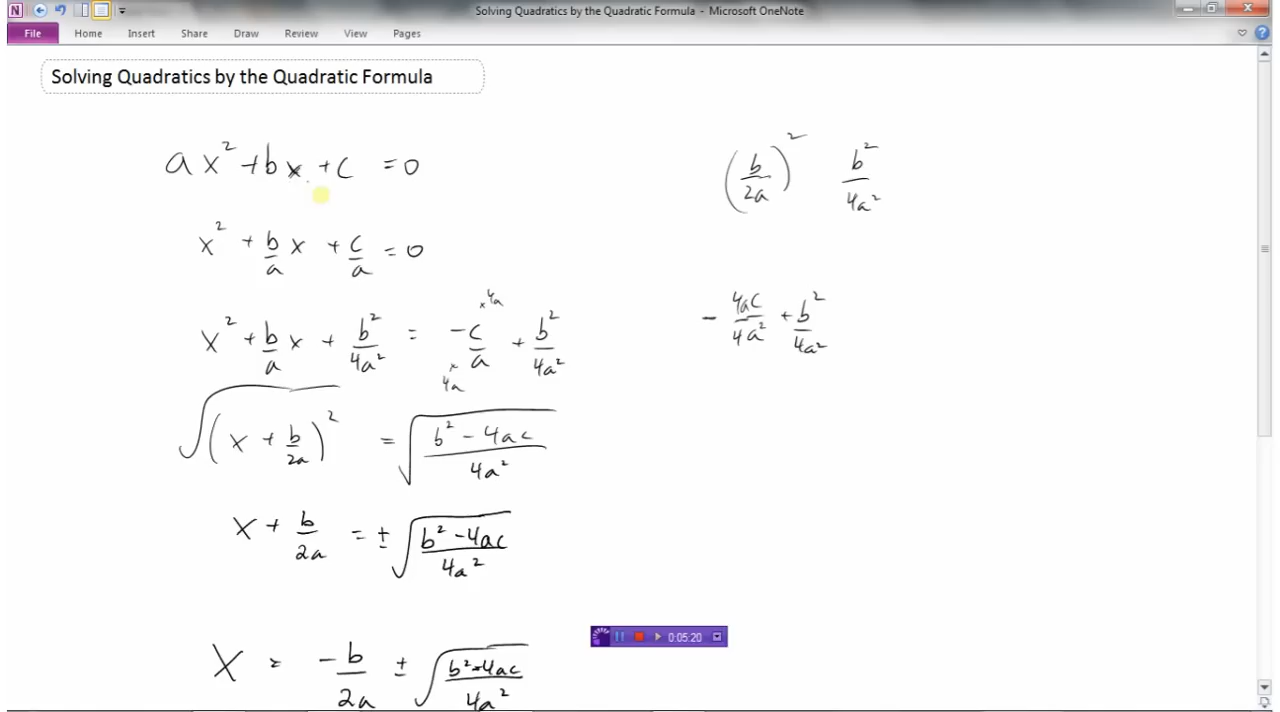 Solving Quadratics by the Quadratic Formula - Microsoft OneNote
File Home Insert Share Draw Review View Pages
Solving Quadratics by the Quadratic Formula
ax² + bx + c = 0
(b/2a)² b²/4a²
x² + b/a x + c/a = 0
x² + b/a x + b²/4a² = -c/a ×4a ×4a + b²/4a²
- 4ac/4a² + b²/4a²
√(x + b/2a)² = √(b² - 4ac)/4a²
x + b/2a = ± √(b² - 4ac)/4a²
0:05:20
X = -b/2a ± √(b² - 4ac)/4a²